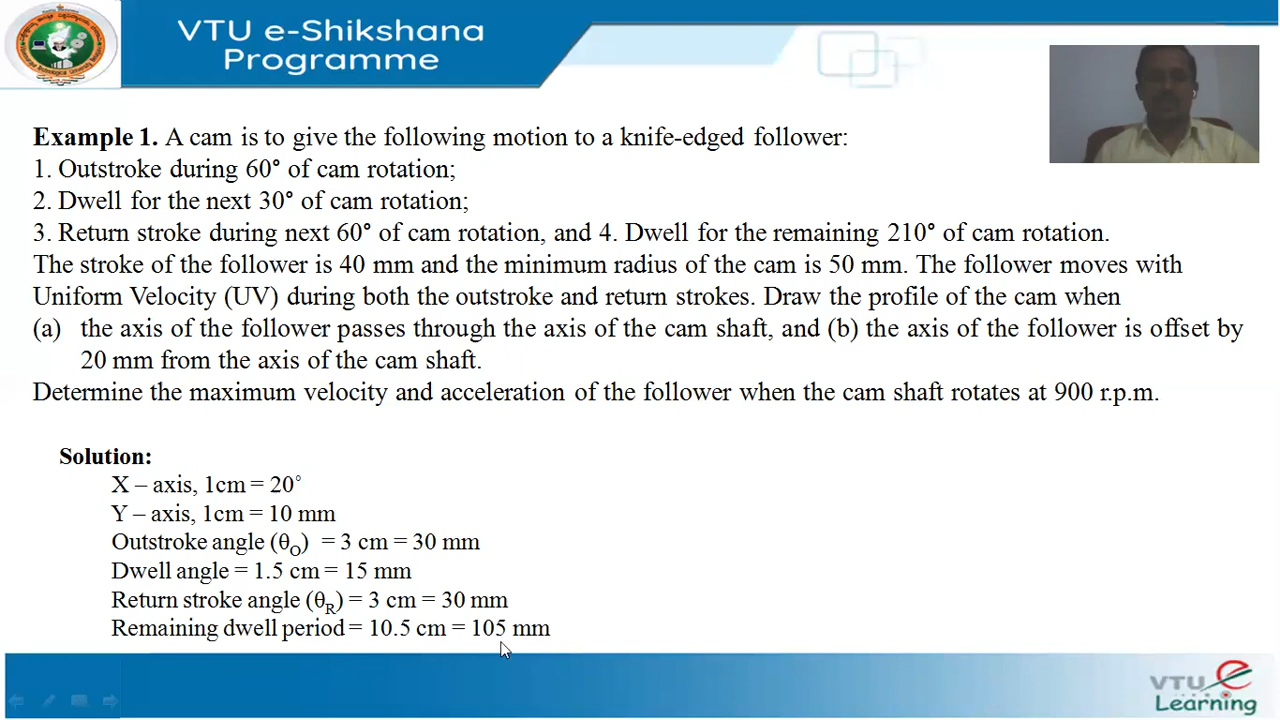 VTU e-Shikshana
Programme
Example 1. A cam is to give the following motion to a knife-edged follower:
1. Outstroke during 60° of cam rotation;
2. Dwell for the next 30° of cam rotation;
3. Return stroke during next 60° of cam rotation, and 4. Dwell for the remaining 210° of cam rotation.
The stroke of the follower is 40 mm and the minimum radius of the cam is 50 mm. The follower moves with
Uniform Velocity (UV) during both the outstroke and return strokes. Draw the profile of the cam when
(a) the axis of the follower passes through the axis of the cam shaft, and (b) the axis of the follower is offset by
20 mm from the axis of the cam shaft.
Determine the maximum velocity and acceleration of the follower when the cam shaft rotates at 900 r.p.m.
Solution:
X – axis, 1cm = 20°
Y – axis, 1cm = 10 mm
Outstroke angle (θO) = 3 cm = 30 mm
Dwell angle = 1.5 cm = 15 mm
Return stroke angle (θR) = 3 cm = 30 mm
Remaining dwell period = 10.5 cm = 105 mm
VTU
Learning